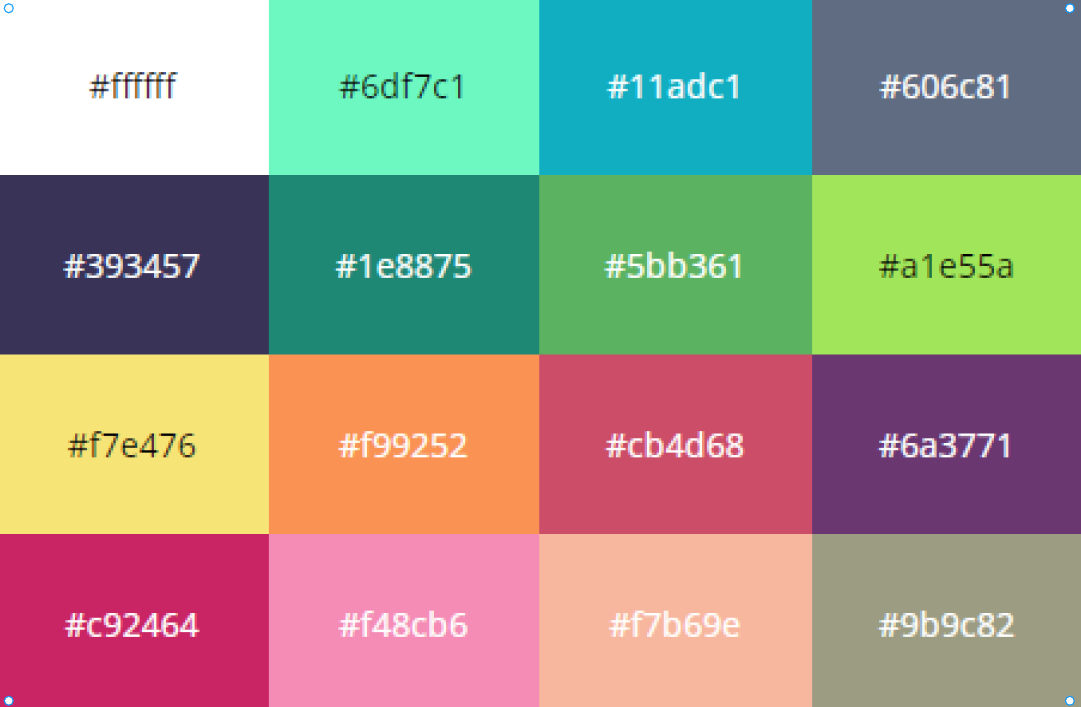 #ffffff #6df7c1 #11adc1 #606c81
#393457 #1e8875 #5bb361 #a1e55a
#f7e476 #f99252 #cb4d68 #6a3771
#c92464 #f48cb6 #f7b69e #9b9c82